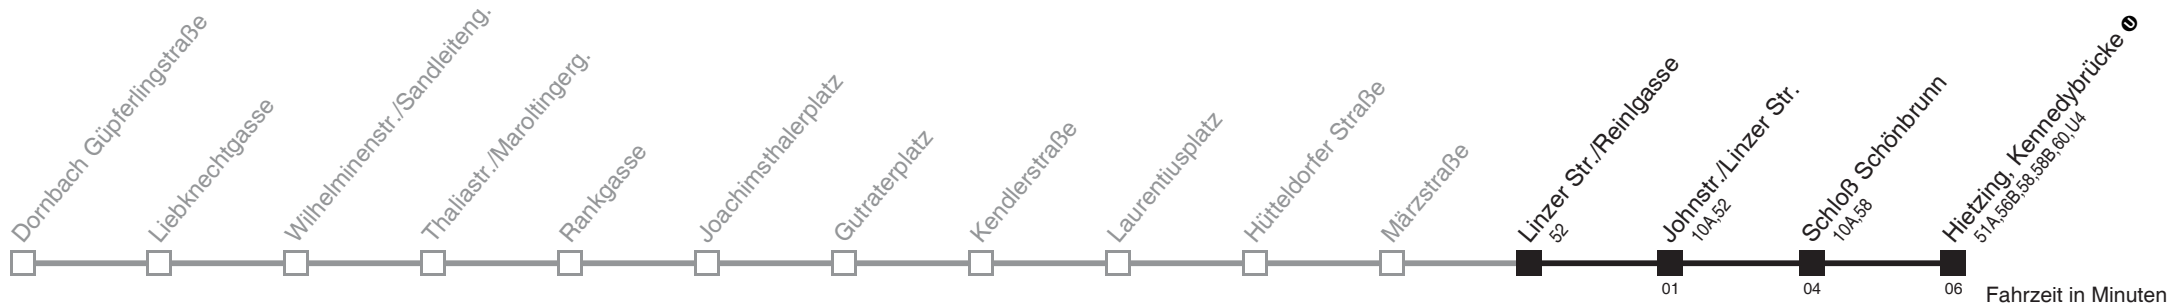 Dornbach Güpferlingstraße
Liebknechtgasse
Wilhelminenstr./Sandleiteng.
Thaliastr./Maroltingerg.
Rankgasse
Joachimsthalerplatz
Gutraterplatz
Kendlerstraße
Laurentiusplatz
Hütteldorfer Straße
Märzstraße
Linzer Str./Reinlgasse
52
Johnstr./Linzer Str.
10A,52
Schloß Schönbrunn
10A,58
Hietzing, Kennedybrücke U
51A,56B,58,58B,60,U4
01
04
06
Fahrzeit in Minuten